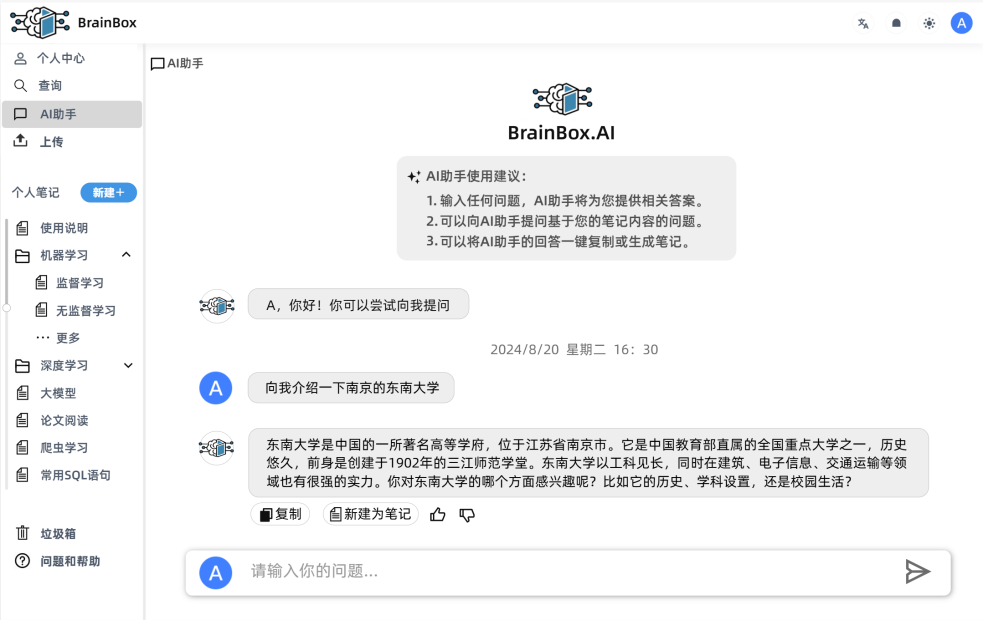 BrainBox
A
个人中心
查询
AI助手
上传
个人笔记
新建+
使用说明
机器学习
监督学习
无监督学习
··· 更多
深度学习
大模型
论文阅读
爬虫学习
常用SQL语句
垃圾箱
问题和帮助
AI助手
BrainBox.AI
AI助手使用建议：
1. 输入任何问题，AI助手将为您提供相关答案。
2. 可以向AI助手提问基于您的笔记内容的问题。
3. 可以将AI助手的回答一键复制或生成笔记。
A，你好！你可以尝试向我提问
2024/8/20 星期二 16：30
A
向我介绍一下南京的东南大学
东南大学是中国的一所著名高等学府，位于江苏省南京市。它是中国教育部直属的全国重点大学之一，历史
悠久，前身是创建于1902年的三江师范学堂。东南大学以工科见长，同时在建筑、电子信息、交通运输等领
域也有很强的实力。你对东南大学的哪个方面感兴趣呢？比如它的历史、学科设置，还是校园生活？
复制
新建为笔记
A
请输入你的问题...